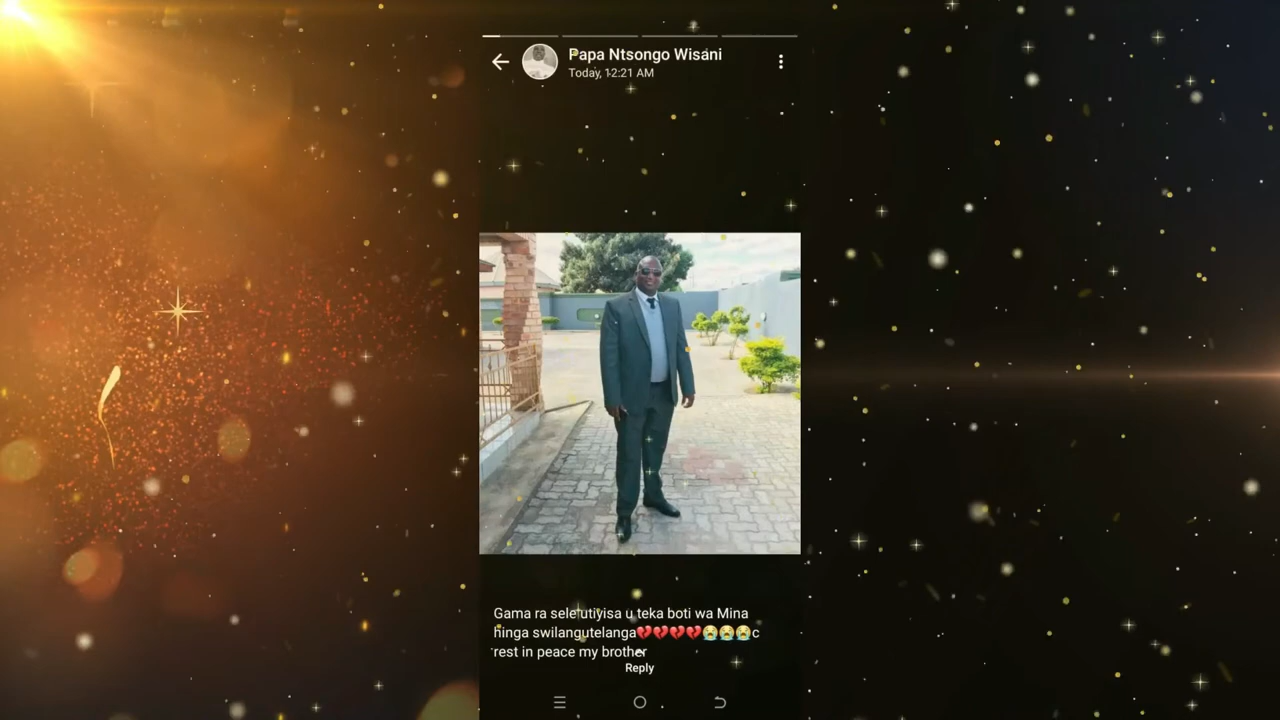 Papa Ntsongo Wisani
Today, 12:21 AM
Gama ra sele utiyisa u teka boti wa Mina
hinga swilangutelanga💔💔💔💔😭😭😭c
rest in peace my brother
Reply